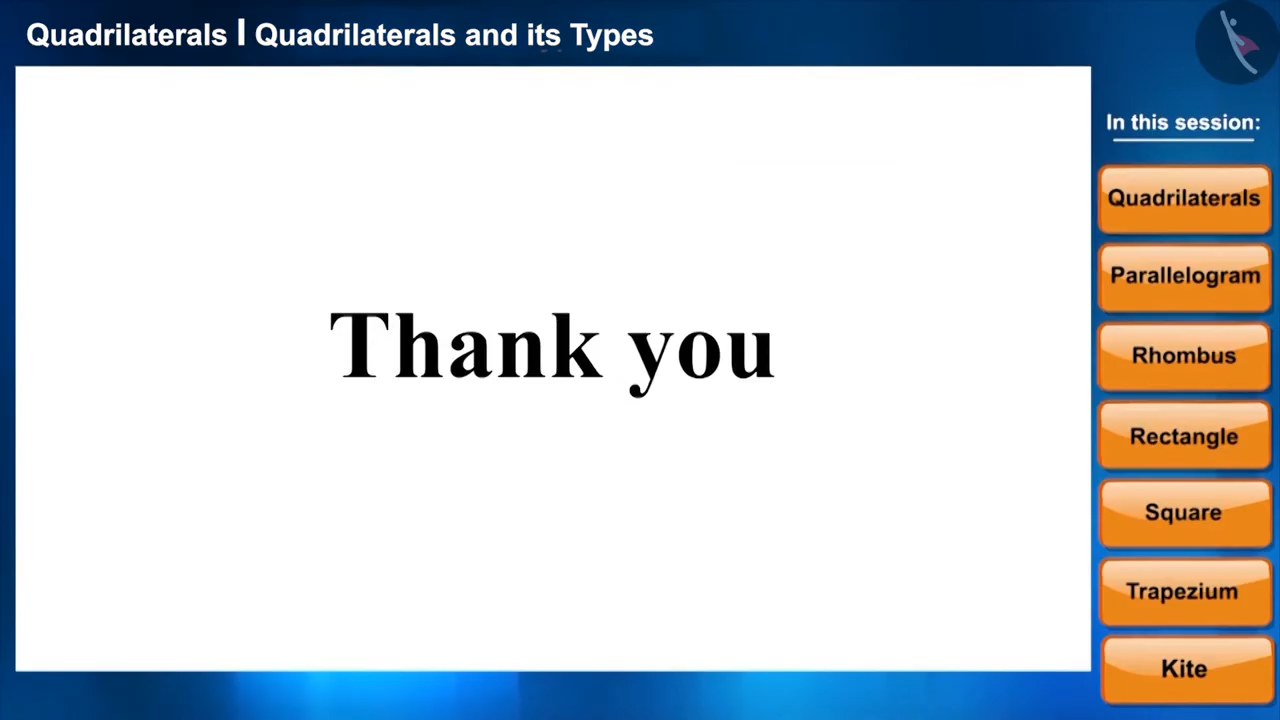 Quadrilaterals | Quadrilaterals and its Types
In this session:
Quadrilaterals
Parallelogram
Rhombus
Rectangle
Square
Trapezium
Kite
Thank you